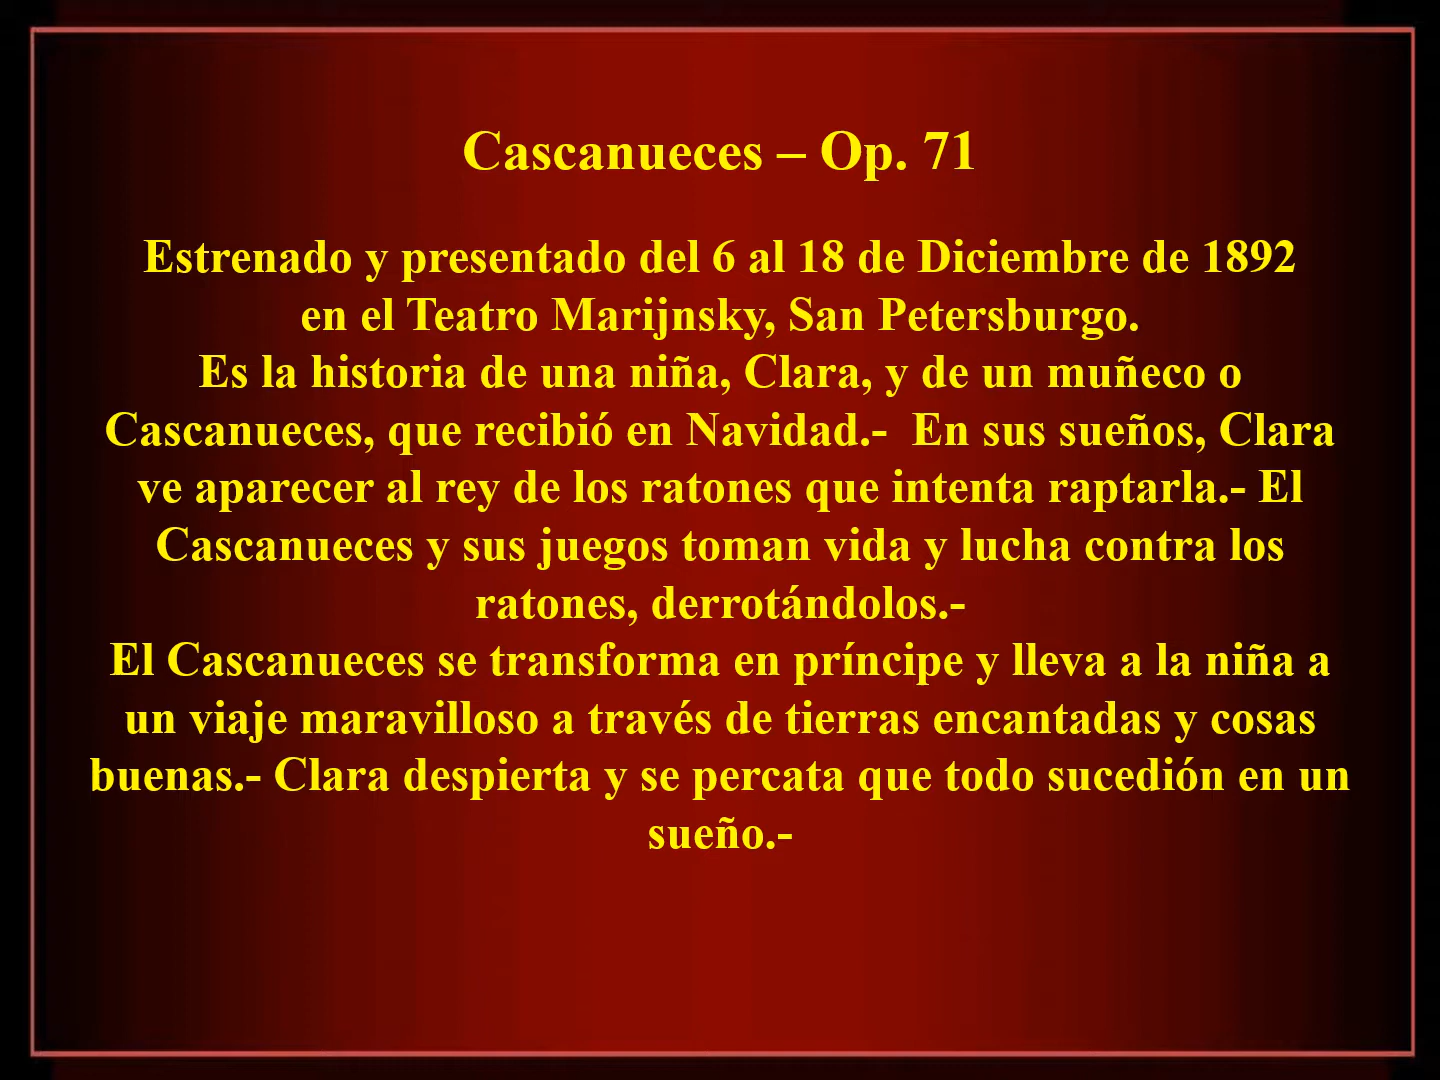 Cascanueces – Op. 71
Estrenado y presentado del 6 al 18 de Diciembre de 1892
en el Teatro Marijnsky, San Petersburgo.
Es la historia de una niña, Clara, y de un muñeco o
Cascanueces, que recibió en Navidad.-  En sus sueños, Clara
ve aparecer al rey de los ratones que intenta raptarla.- El
Cascanueces y sus juegos toman vida y lucha contra los
ratones, derrotándolos.-
El Cascanueces se transforma en príncipe y lleva a la niña a
un viaje maravilloso a través de tierras encantadas y cosas
buenas.- Clara despierta y se percata que todo sucedión en un
sueño.-